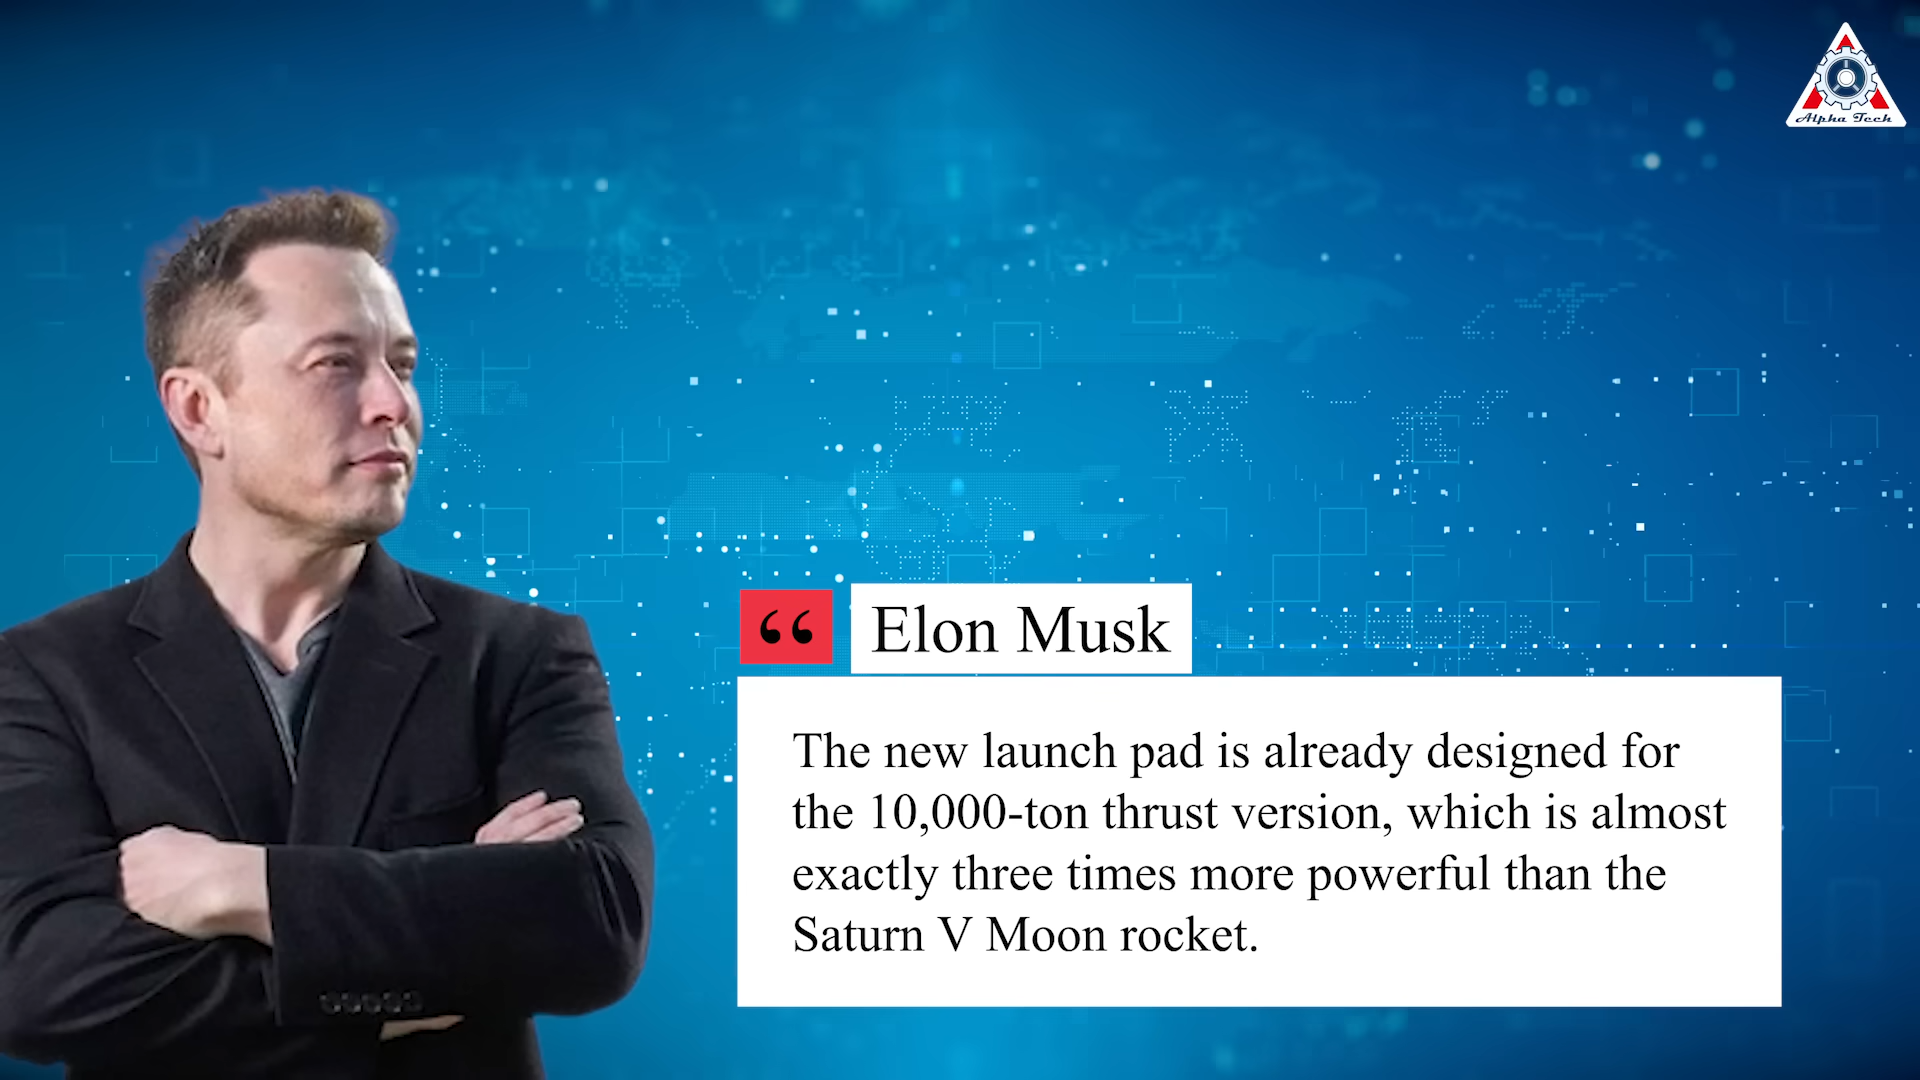 Alpha Tech
“
Elon Musk
The new launch pad is already designed for
the 10,000-ton thrust version, which is almost
exactly three times more powerful than the
Saturn V Moon rocket.